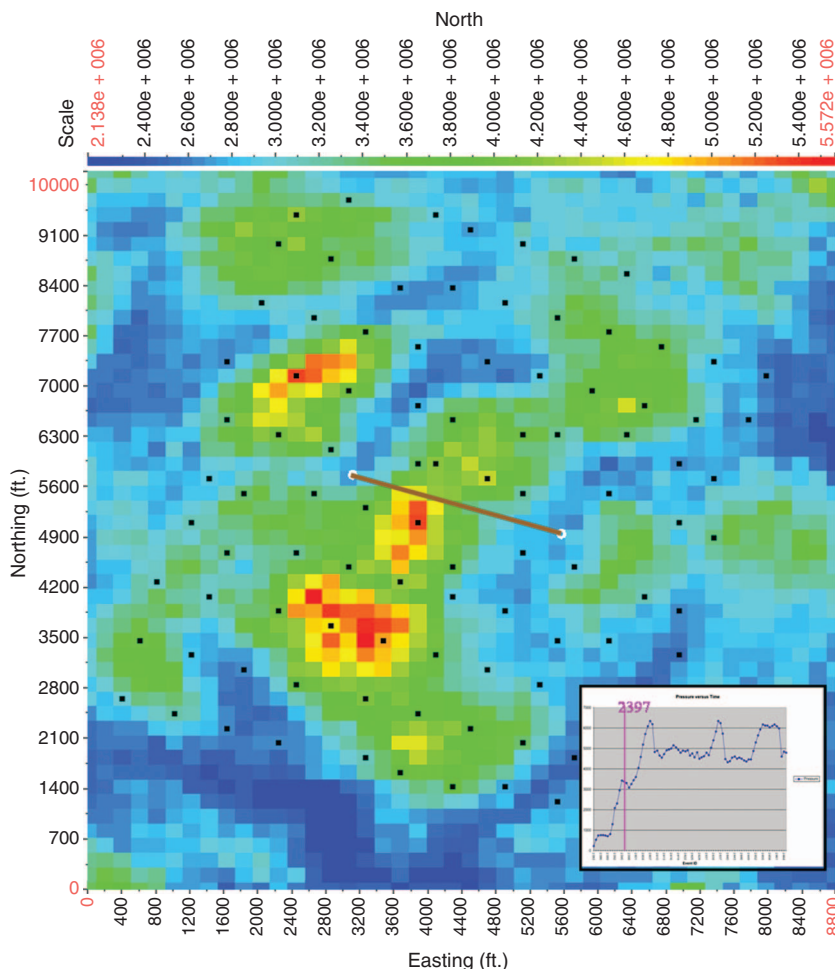 North
Scale
2.138e + 006
2.400e + 006
2.600e + 006
2.800e + 006
3.000e + 006
3.200e + 006
3.400e + 006
3.600e + 006
3.800e + 006
4.000e + 006
4.200e + 006
4.400e + 006
4.600e + 006
4.800e + 006
5.000e + 006
5.200e + 006
5.400e + 006
5.572e + 006
Northing (ft.)
10000
9100
8400
7700
7000
6300
5600
4900
4200
3500
2800
2100
1400
700
0
0
400
800
1200
1600
2000
2400
2800
3200
3600
4000
4400
4800
5200
5600
6000
6400
6800
7200
7600
8000
8400
8800
Easting (ft.)
Pressure versus Time
2397
Pressure
Event ID